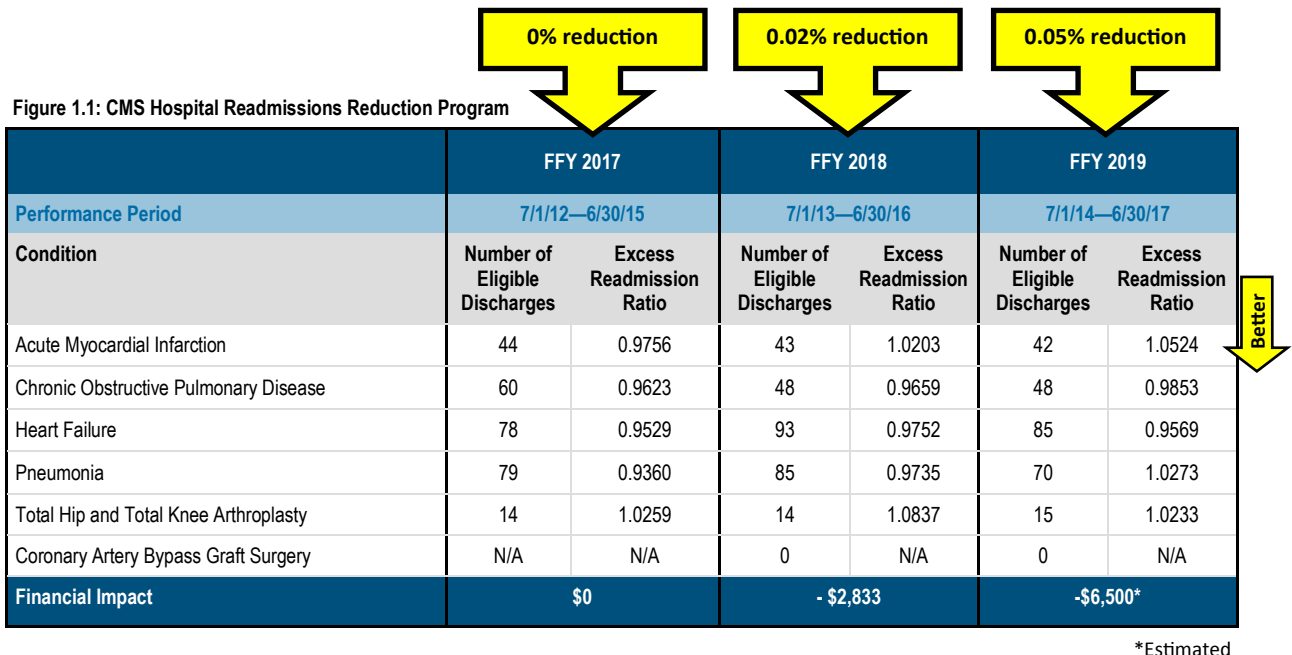 0% reduction 0.02% reduction 0.05% reduction
Figure 1.1: CMS Hospital Readmissions Reduction Program
FFY 2017 FFY 2018 FFY 2019
Performance Period 7/1/12—6/30/15 7/1/13—6/30/16 7/1/14—6/30/17
Condition Number of Eligible Discharges Excess Readmission Ratio Number of Eligible Discharges Excess Readmission Ratio Number of Eligible Discharges Excess Readmission Ratio
Better
Acute Myocardial Infarction 44 0.9756 43 1.0203 42 1.0524
Chronic Obstructive Pulmonary Disease 60 0.9623 48 0.9659 48 0.9853
Heart Failure 78 0.9529 93 0.9752 85 0.9569
Pneumonia 79 0.9360 85 0.9735 70 1.0273
Total Hip and Total Knee Arthroplasty 14 1.0259 14 1.0837 15 1.0233
Coronary Artery Bypass Graft Surgery N/A N/A 0 N/A 0 N/A
Financial Impact $0 - $2,833 -$6,500*
*Estimated